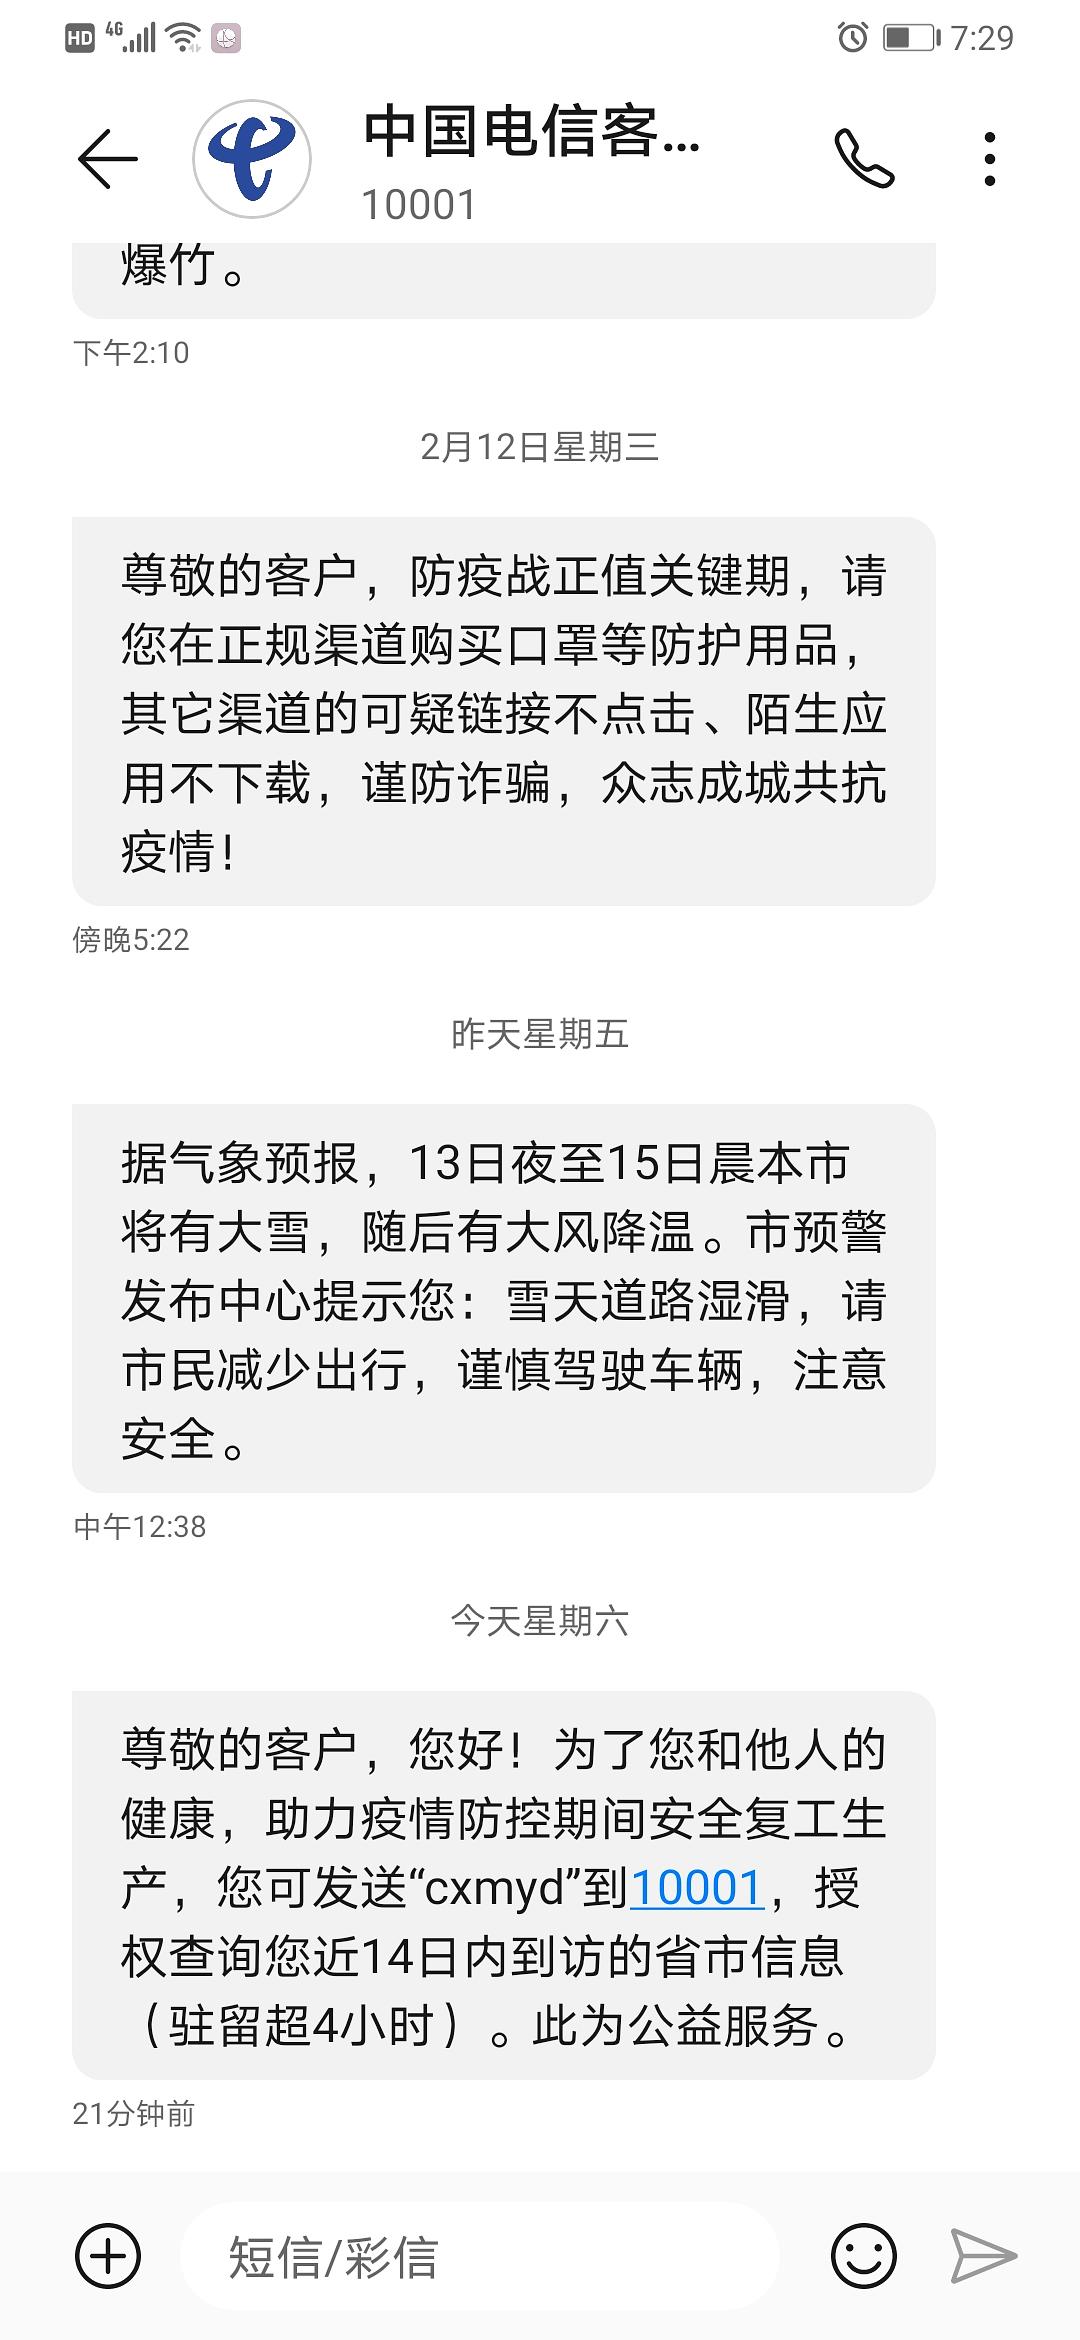 HD 4G 7:29
中国电信客...
10001
爆竹。
下午2:10
2月12日星期三
尊敬的客户，防疫战正值关键期，请
您在正规渠道购买口罩等防护用品，
其它渠道的可疑链接不点击、陌生应
用不下载，谨防诈骗，众志成城共抗
疫情！
傍晚5:22
昨天星期五
据气象预报，13日夜至15日晨本市
将有大雪，随后有大风降温。市预警
发布中心提示您：雪天道路湿滑，请
市民减少出行，谨慎驾驶车辆，注意
安全。
中午12:38
今天星期六
尊敬的客户，您好！为了您和他人的
健康，助力疫情防控期间安全复工生
产，您可发送“cxmyd”到10001，授
权查询您近14日内到访的省市信息
（驻留超4小时）。此为公益服务。
21分钟前
短信/彩信